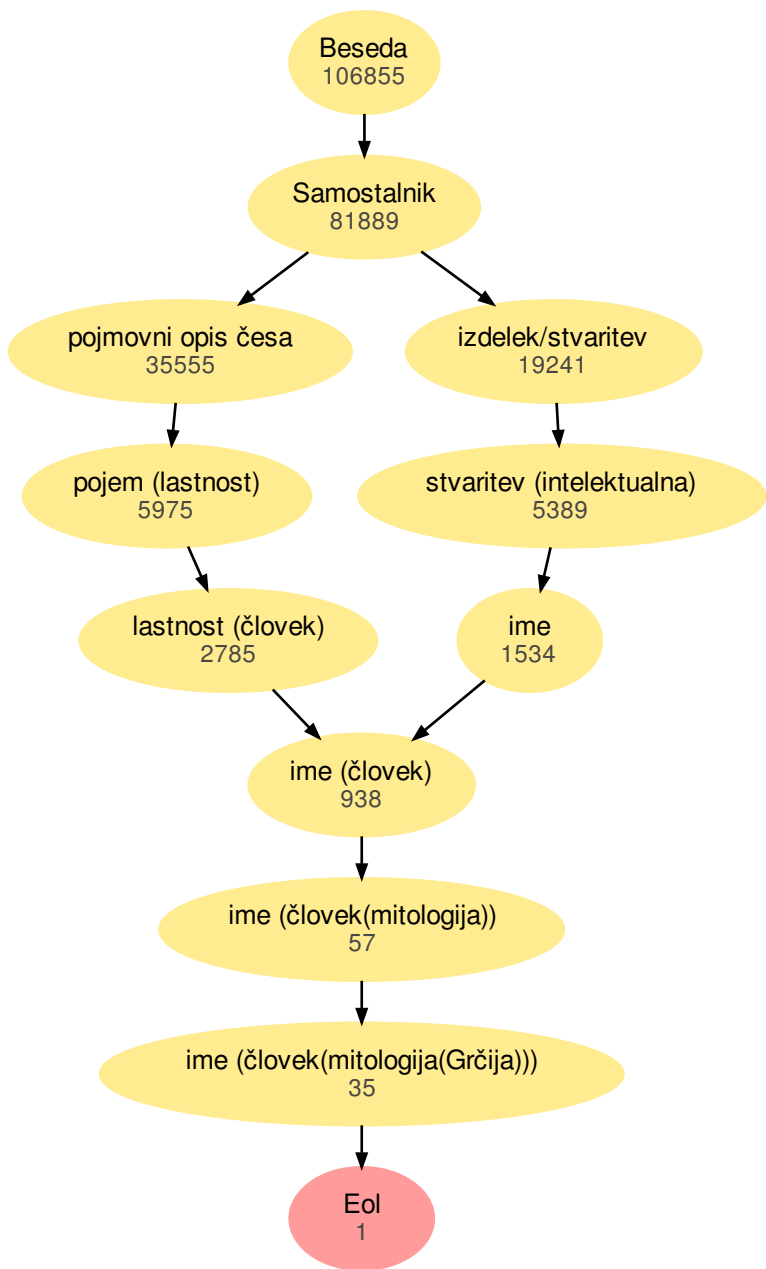 Beseda
106855
Samostalnik
81889
pojmovni opis česa
35555
izdelek/stvaritev
19241
pojem (lastnost)
5975
stvaritev (intelektualna)
5389
lastnost (človek)
2785
ime
1534
ime (človek)
938
ime (človek(mitologija))
57
ime (človek(mitologija(Grčija)))
35
Eol
1